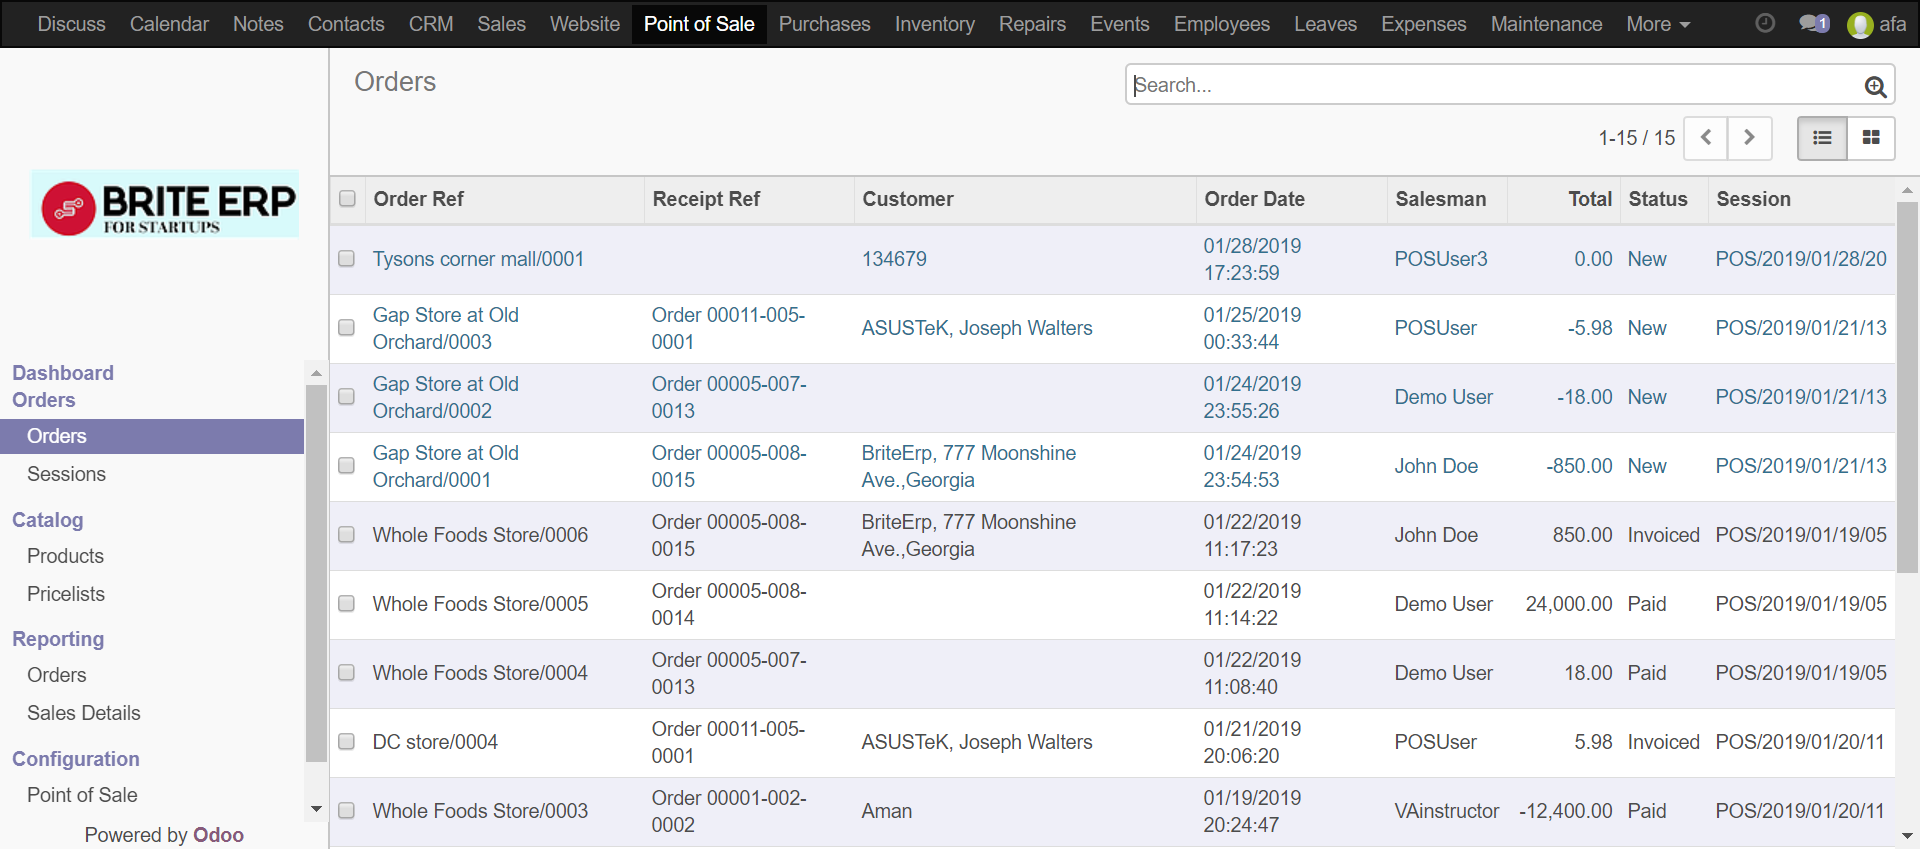 Discuss Calendar Notes Contacts CRM Sales Website Point of Sale Purchases Inventory Repairs Events Employees Leaves Expenses Maintenance More 1 afa
Orders
Search...
1-15 / 15
BRITE ERP
FOR STARTUPS
Dashboard
Orders
Orders
Sessions
Catalog
Products
Pricelists
Reporting
Orders
Sales Details
Configuration
Point of Sale
Powered by Odoo
Order Ref Receipt Ref Customer Order Date Salesman Total Status Session
Tysons corner mall/0001 134679 01/28/2019 17:23:59 POSUser3 0.00 New POS/2019/01/28/20
Gap Store at Old Orchard/0003 Order 00011-005-0001 ASUSTeK, Joseph Walters 01/25/2019 00:33:44 POSUser -5.98 New POS/2019/01/21/13
Gap Store at Old Orchard/0002 Order 00005-007-0013 01/24/2019 23:55:26 Demo User -18.00 New POS/2019/01/21/13
Gap Store at Old Orchard/0001 Order 00005-008-0015 BriteErp, 777 Moonshine Ave.,Georgia 01/24/2019 23:54:53 John Doe -850.00 New POS/2019/01/21/13
Whole Foods Store/0006 Order 00005-008-0015 BriteErp, 777 Moonshine Ave.,Georgia 01/22/2019 11:17:23 John Doe 850.00 Invoiced POS/2019/01/19/05
Whole Foods Store/0005 Order 00005-008-0014 01/22/2019 11:14:22 Demo User 24,000.00 Paid POS/2019/01/19/05
Whole Foods Store/0004 Order 00005-007-0013 01/22/2019 11:08:40 Demo User 18.00 Paid POS/2019/01/19/05
DC store/0004 Order 00011-005-0001 ASUSTeK, Joseph Walters 01/21/2019 20:06:20 POSUser 5.98 Invoiced POS/2019/01/20/11
Whole Foods Store/0003 Order 00001-002-0002 Aman 01/19/2019 20:24:47 VAinstructor -12,400.00 Paid POS/2019/01/20/11